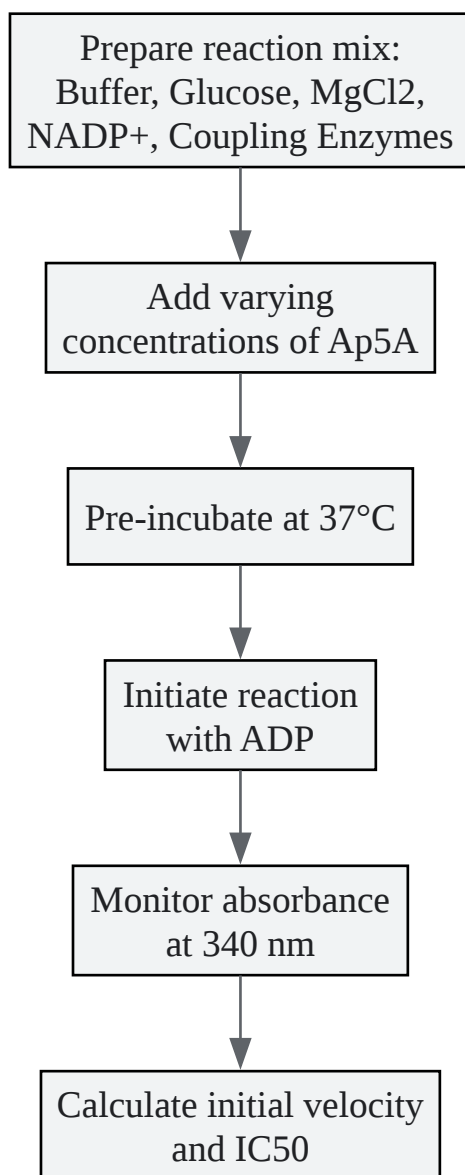 Prepare reaction mix:
Buffer, Glucose, MgCl2,
NADP+, Coupling Enzymes
Add varying
concentrations of Ap5A
Pre-incubate at 37°C
Initiate reaction
with ADP
Monitor absorbance
at 340 nm
Calculate initial velocity
and IC50